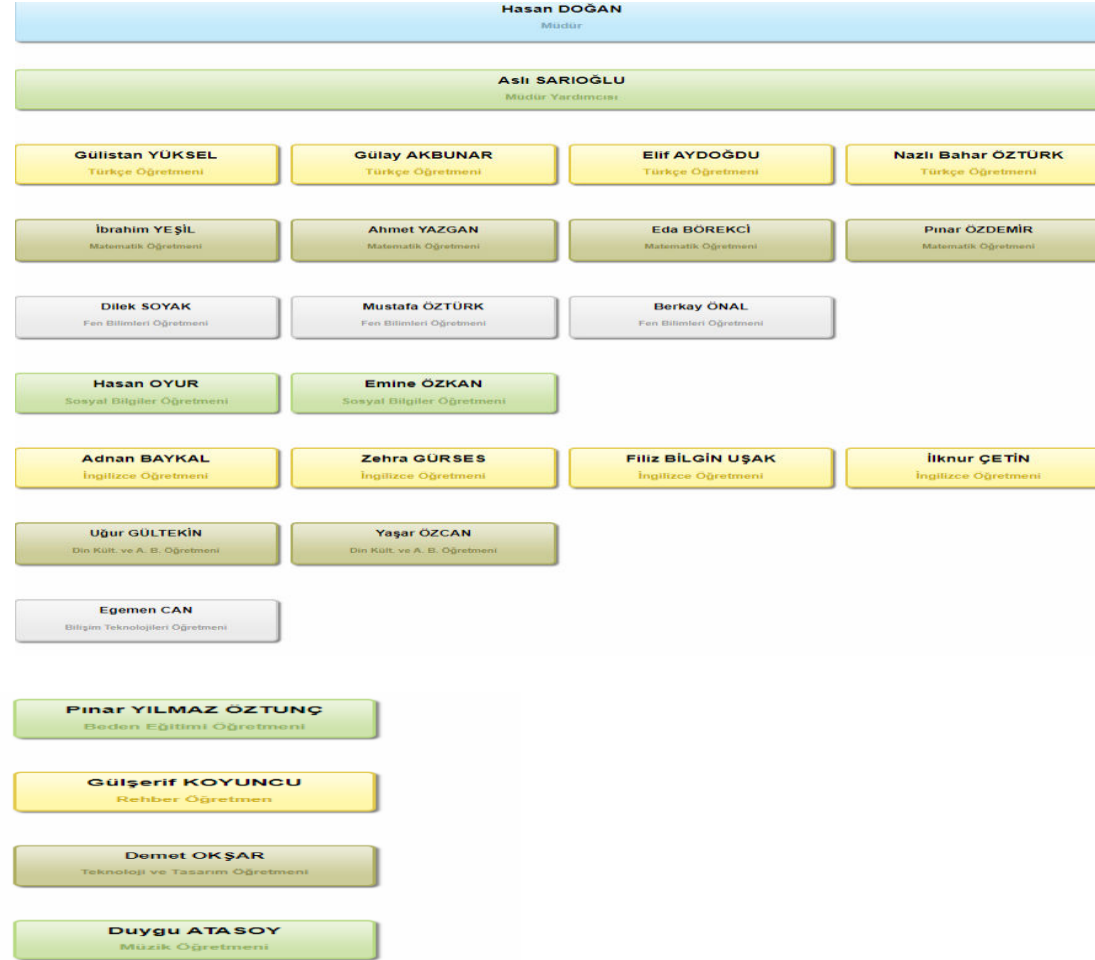 Hasan DOĞAN
Müdür
Aslı SARIOĞLU
Müdür Yardımcısı
Gülistan YÜKSEL
Türkçe Öğretmeni
Gülay AKBUNAR
Türkçe Öğretmeni
Elif AYDOĞDU
Türkçe Öğretmeni
Nazlı Bahar ÖZTÜRK
Türkçe Öğretmeni
İbrahim YEŞİL
Matematik Öğretmeni
Ahmet YAZGAN
Matematik Öğretmeni
Eda BÖREKCİ
Matematik Öğretmeni
Pınar ÖZDEMİR
Matematik Öğretmeni
Dilek SOYAK
Fen Bilimleri Öğretmeni
Mustafa ÖZTÜRK
Fen Bilimleri Öğretmeni
Berkay ÖNAL
Fen Bilimleri Öğretmeni
Hasan OYUR
Sosyal Bilgiler Öğretmeni
Emine ÖZKAN
Sosyal Bilgiler Öğretmeni
Adnan BAYKAL
İngilizce Öğretmeni
Zehra GÜRSES
İngilizce Öğretmeni
Filiz BİLGİN UŞAK
İngilizce Öğretmeni
İlknur ÇETİN
İngilizce Öğretmeni
Uğur GÜLTEKİN
Din Kült. ve A. B. Öğretmeni
Yaşar ÖZCAN
Din Kült. ve A. B. Öğretmeni
Egemen CAN
Bilişim Teknolojileri Öğretmeni
Pınar YILMAZ ÖZTUNÇ
Beden Eğitimi Öğretmeni
Gülşerif KOYUNCU
Rehber Öğretmen
Demet OKŞAR
Teknoloji ve Tasarım Öğretmeni
Duygu ATASOY
Müzik Öğretmeni